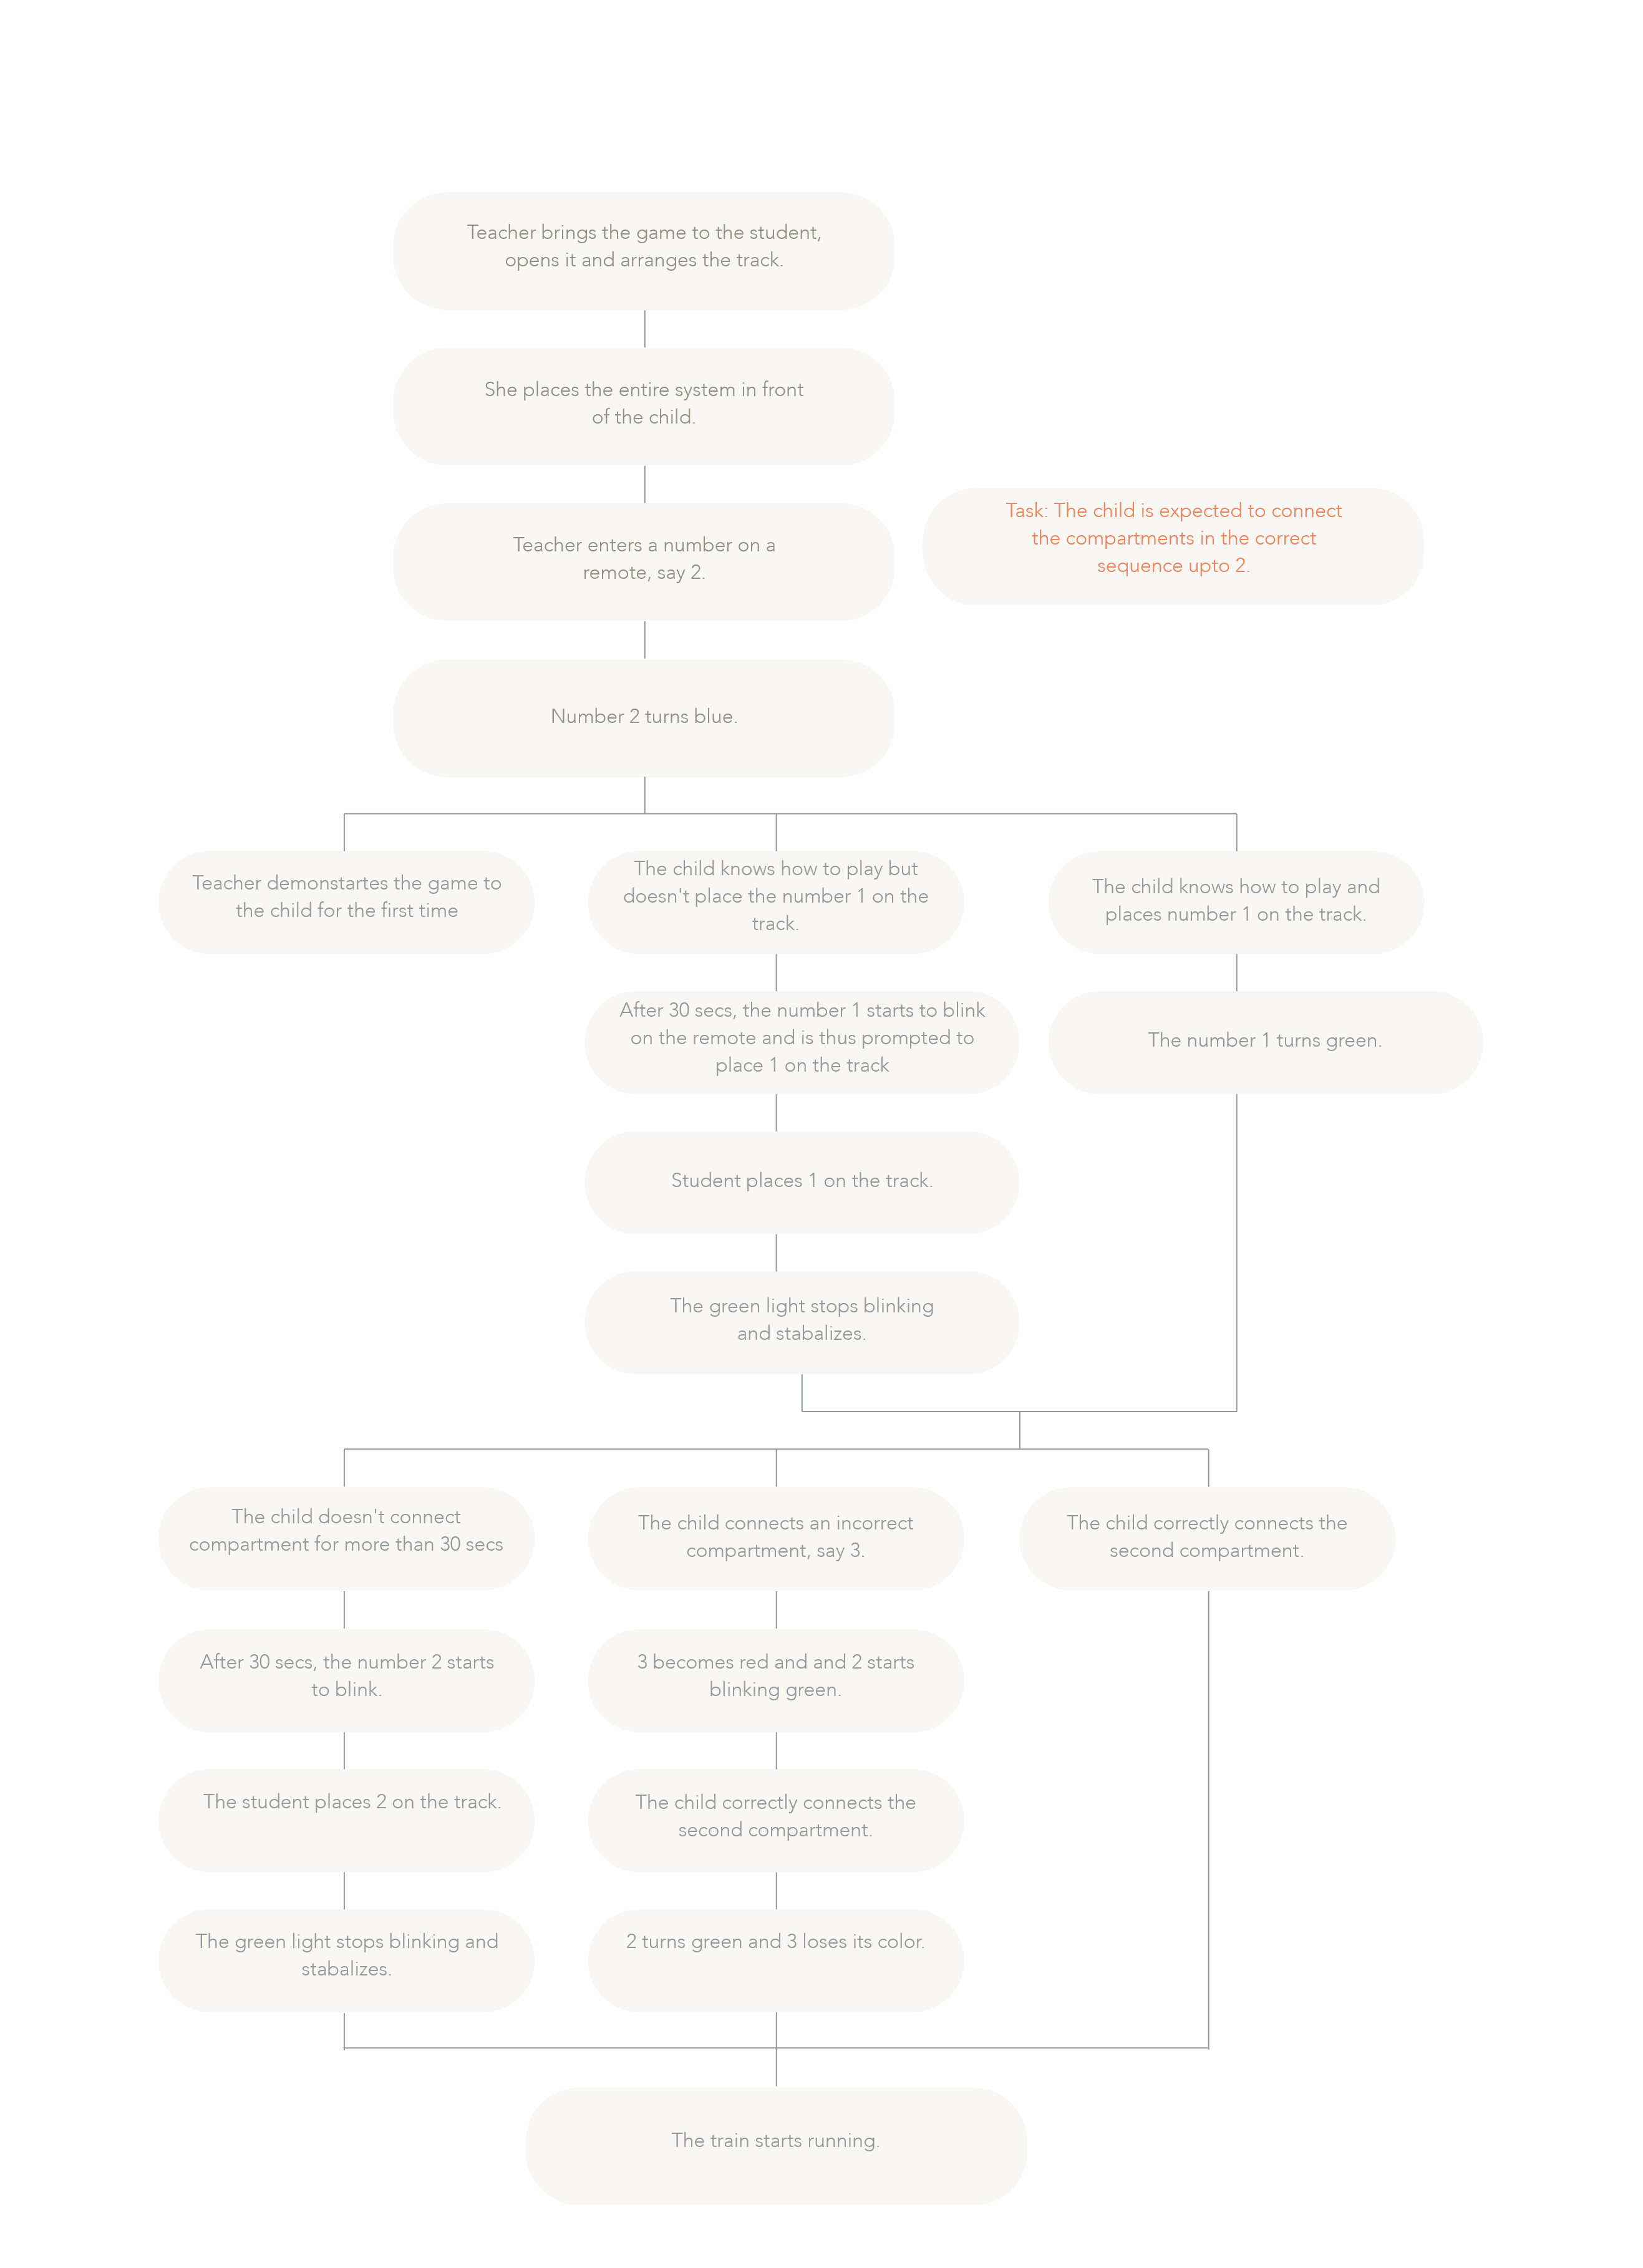 Teacher brings the game to the student,
opens it and arranges the track.
She places the entire system in front
of the child.
Teacher enters a number on a
remote, say 2.
Task: The child is expected to connect
the compartments in the correct
sequence upto 2.
Number 2 turns blue.
Teacher demonstartes the game to
the child for the first time
The child knows how to play but
doesn't place the number 1 on the
track.
The child knows how to play and
places number 1 on the track.
After 30 secs, the number 1 starts to blink
on the remote and is thus prompted to
place 1 on the track
The number 1 turns green.
Student places 1 on the track.
The green light stops blinking
and stabalizes.
The child doesn't connect
compartment for more than 30 secs
The child connects an incorrect
compartment, say 3.
The child correctly connects the
second compartment.
After 30 secs, the number 2 starts
to blink.
3 becomes red and and 2 starts
blinking green.
The student places 2 on the track.
The child correctly connects the
second compartment.
The green light stops blinking and
stabalizes.
2 turns green and 3 loses its color.
The train starts running.